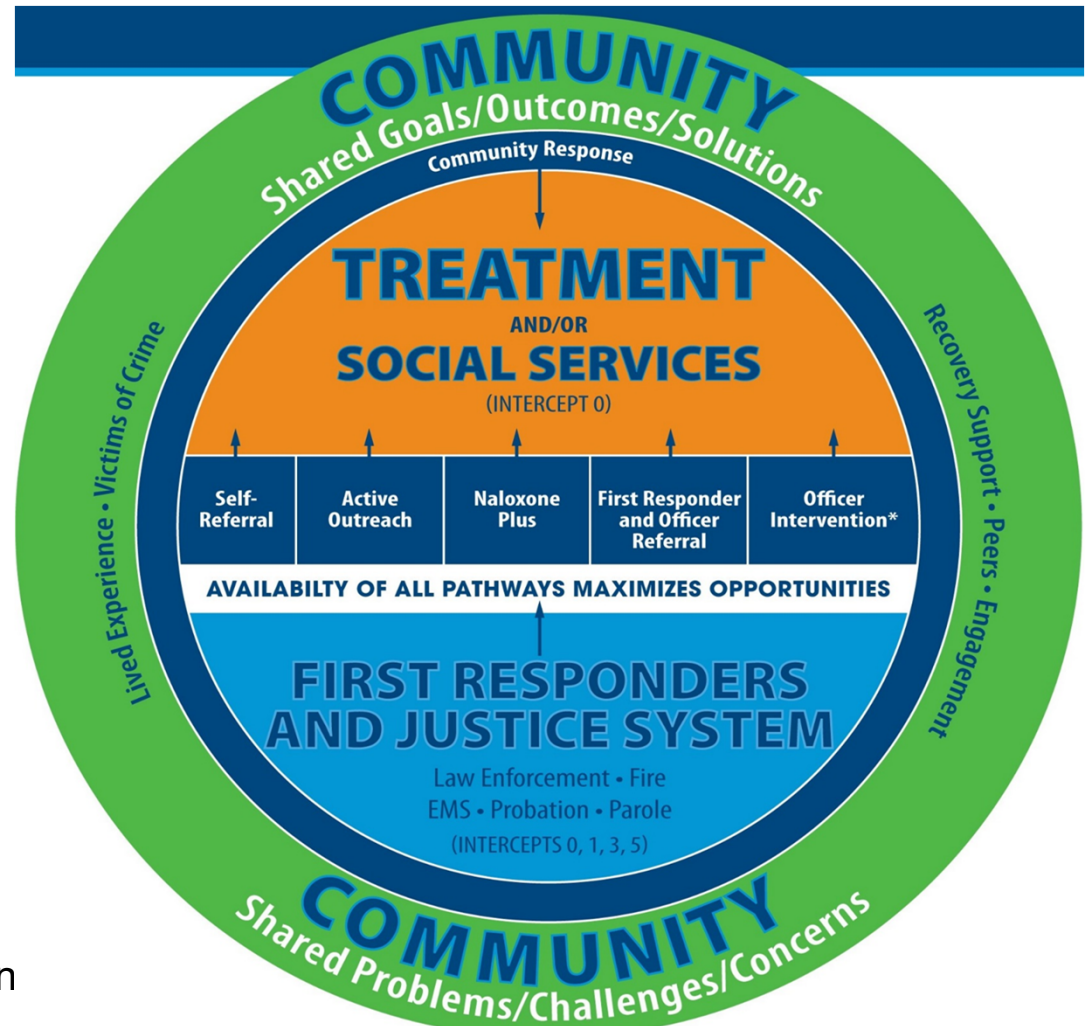 COMMUNITY
Shared Goals/Outcomes/Solutions
Community Response
TREATMENT
AND/OR
SOCIAL SERVICES
(INTERCEPT 0)
Lived Experience • Victims of Crime
Recovery Support • Peers • Engagement
Self-
Referral
Active
Outreach
Naloxone
Plus
First Responder
and Officer
Referral
Officer
Intervention*
AVAILABILTY OF ALL PATHWAYS MAXIMIZES OPPORTUNITIES
FIRST RESPONDERS
AND JUSTICE SYSTEM
Law Enforcement • Fire
EMS • Probation • Parole
(INTERCEPTS 0, 1, 3, 5)
COMMUNITY
Shared Problems/Challenges/Concerns